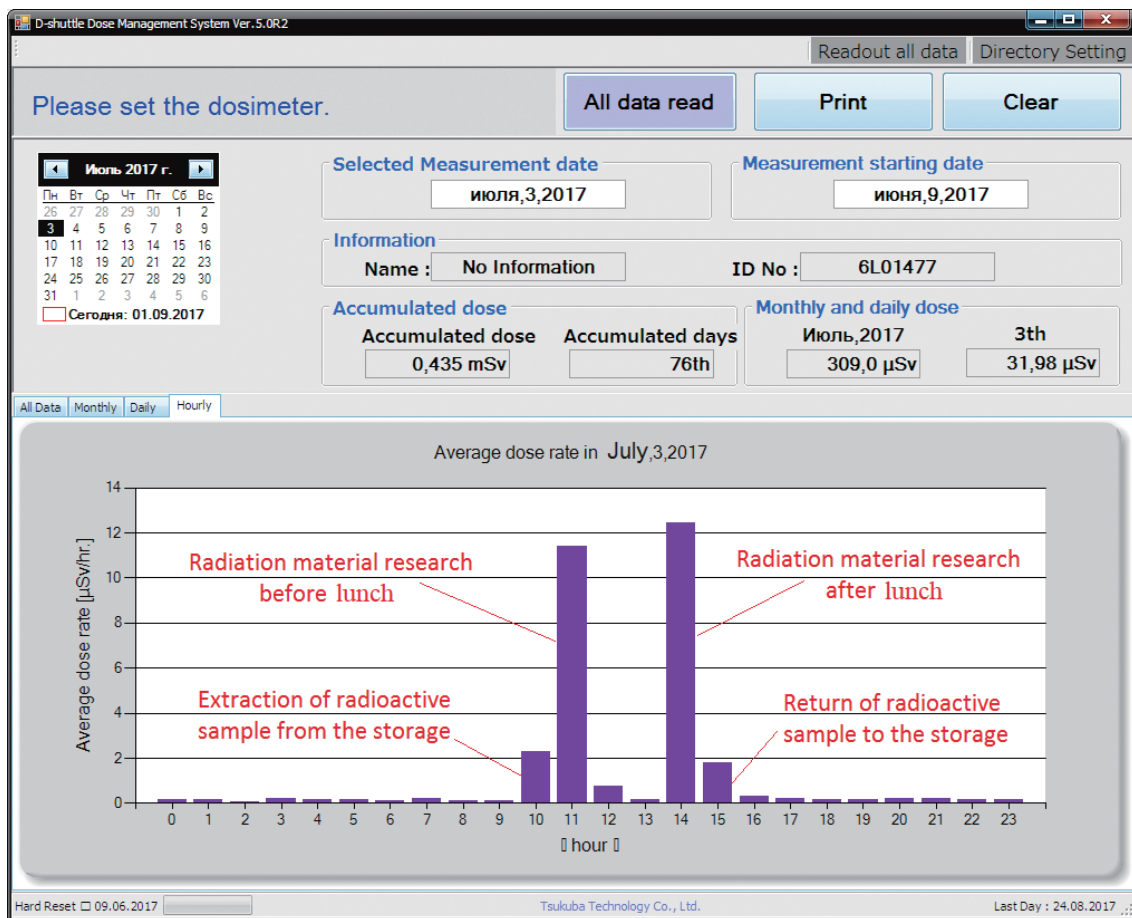 D-shuttle Dose Management System Ver.5.0R2
Readout all data Directory Setting
Please set the dosimeter.
All data read
Print
Clear
Июль 2017 г.
Пн Вт Ср Чт Пт Сб Вс
26 27 28 29 30 1 2
3 4 5 6 7 8 9
10 11 12 13 14 15 16
17 18 19 20 21 22 23
24 25 26 27 28 29 30
31 1 2 3 4 5 6
Сегодня: 01.09.2017
Selected Measurement date
июля,3,2017
Measurement starting date
июня,9,2017
Information
Name : No Information
ID No : 6L01477
Accumulated dose
Accumulated dose Accumulated days
0,435 mSv 76th
Monthly and daily dose
Июль,2017 3th
309,0 µSv 31,98 µSv
All Data Monthly Daily Hourly
Average dose rate in July,3,2017
Average dose rate [µSv/hr.]
14
12
10
8
6
4
2
0
Radiation material research
before lunch
Radiation material research
after lunch
Extraction of radioactive
sample from the storage
Return of radioactive
sample to the storage
0 1 2 3 4 5 6 7 8 9 10 11 12 13 14 15 16 17 18 19 20 21 22 23
▯ hour ▯
Hard Reset □ 09.06.2017
Tsukuba Technology Co., Ltd.
Last Day : 24.08.2017